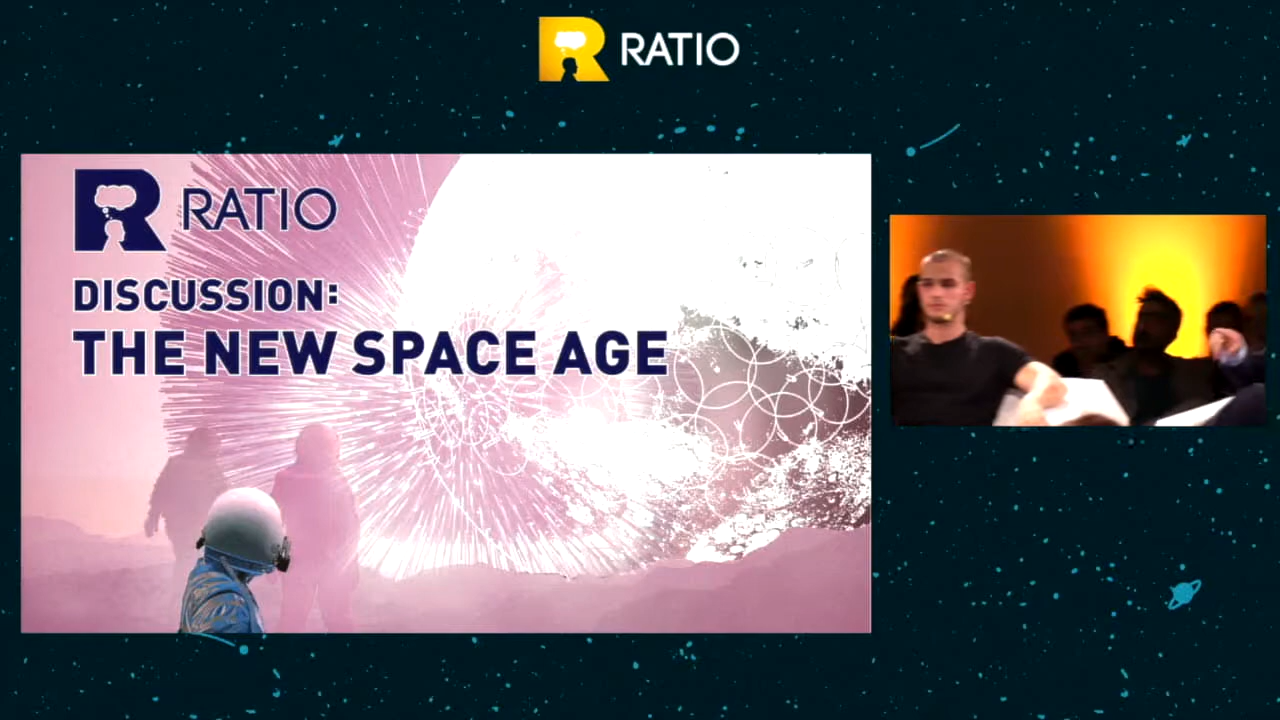 RATIO
RATIO
DISCUSSION:
THE NEW SPACE AGE